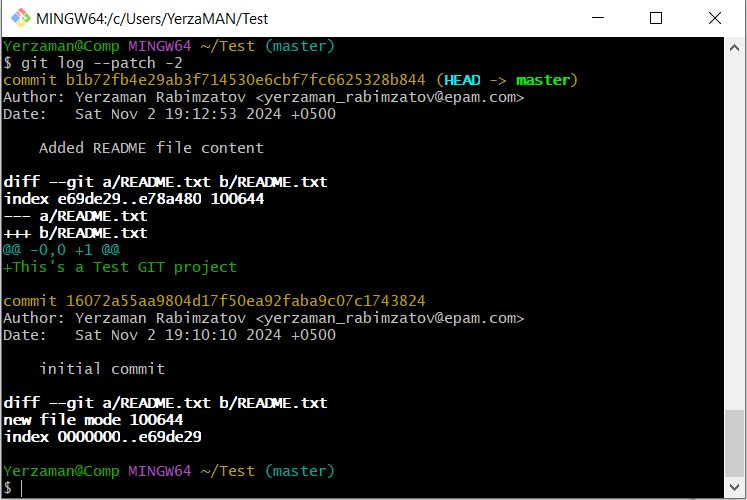 MINGW64:/c/Users/YerzaMAN/Test
Yerzaman@Comp MINGW64 ~/Test (master)
$ git log --patch -2
commit b1b72fb4e29ab3f714530e6cbf7fc6625328b844 (HEAD -> master)
Author: Yerzaman Rabimzatov <yerzaman_rabimzatov@epam.com>
Date:   Sat Nov 2 19:12:53 2024 +0500
    Added README file content
diff --git a/README.txt b/README.txt
index e69de29..e78a480 100644
--- a/README.txt
+++ b/README.txt
@@ -0,0 +1 @@
+This's a Test GIT project
commit 16072a55aa9804d17f50ea92faba9c07c1743824
Author: Yerzaman Rabimzatov <yerzaman_rabimzatov@epam.com>
Date:   Sat Nov 2 19:10:10 2024 +0500
    initial commit
diff --git a/README.txt b/README.txt
new file mode 100644
index 0000000..e69de29
Yerzaman@Comp MINGW64 ~/Test (master)
$